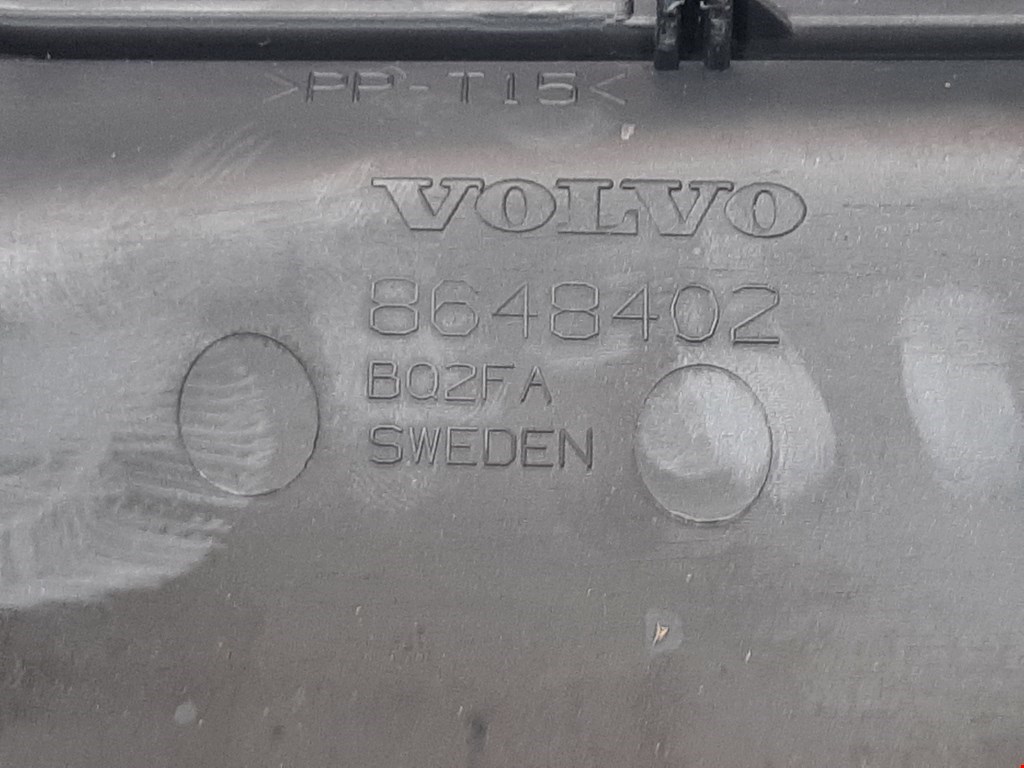 >PP-T15<
VOLVO
8648402
BQ2FA
SWEDEN